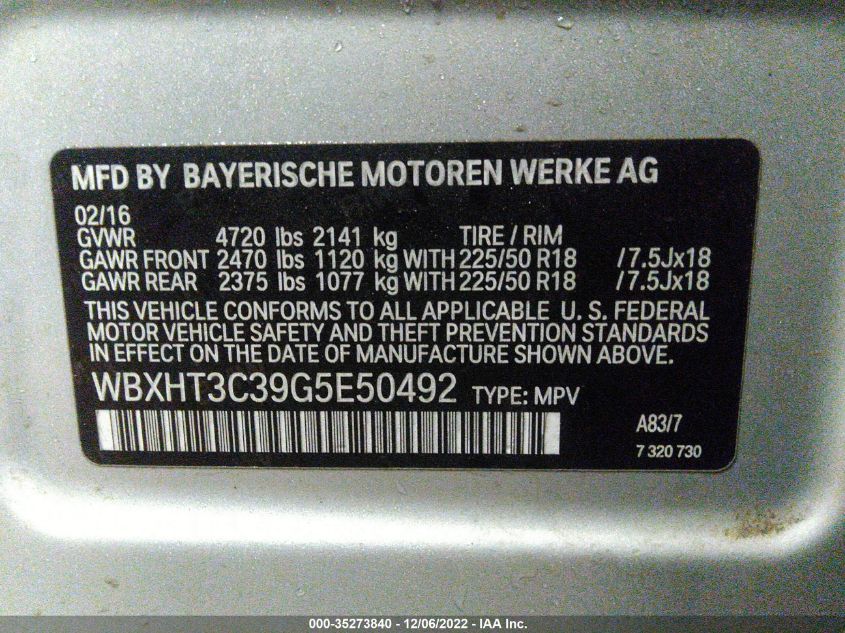 MFD BY BAYERISCHE MOTOREN WERKE AG
02/16
GVWR 4720 lbs 2141 kg TIRE / RIM
GAWR FRONT 2470 lbs 1120 kg WITH 225/50 R18 /7.5Jx18
GAWR REAR 2375 lbs 1077 kg WITH 225/50 R18 /7.5Jx18
THIS VEHICLE CONFORMS TO ALL APPLICABLE U. S. FEDERAL
MOTOR VEHICLE SAFETY AND THEFT PREVENTION STANDARDS
IN EFFECT ON THE DATE OF MANUFACTURE SHOWN ABOVE.
WBXHT3C39G5E50492 TYPE: MPV
A83/7
7 320 730
000-35273840 - 12/06/2022 - IAA Inc.